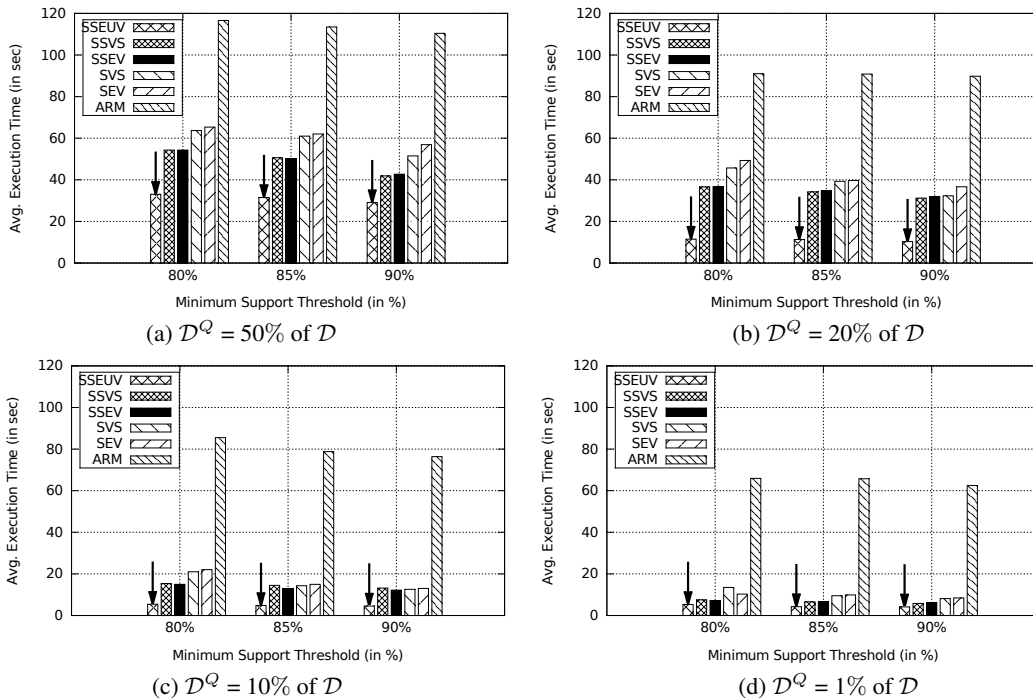 Avg. Execution Time (in sec)
120
100
80
60
40
20
0
SSEUV
SSVS
SSEV
SVS
SEV
ARM
80%
85%
90%
Minimum Support Threshold (in %)
(a) 𝒟^Q = 50% of 𝒟
Avg. Execution Time (in sec)
120
100
80
60
40
20
0
SSEUV
SSVS
SSEV
SVS
SEV
ARM
80%
85%
90%
Minimum Support Threshold (in %)
(b) 𝒟^Q = 20% of 𝒟
Avg. Execution Time (in sec)
120
100
80
60
40
20
0
SSEUV
SSVS
SSEV
SVS
SEV
ARM
80%
85%
90%
Minimum Support Threshold (in %)
(c) 𝒟^Q = 10% of 𝒟
Avg. Execution Time (in sec)
120
100
80
60
40
20
0
SSEUV
SSVS
SSEV
SVS
SEV
ARM
80%
85%
90%
Minimum Support Threshold (in %)
(d) 𝒟^Q = 1% of 𝒟